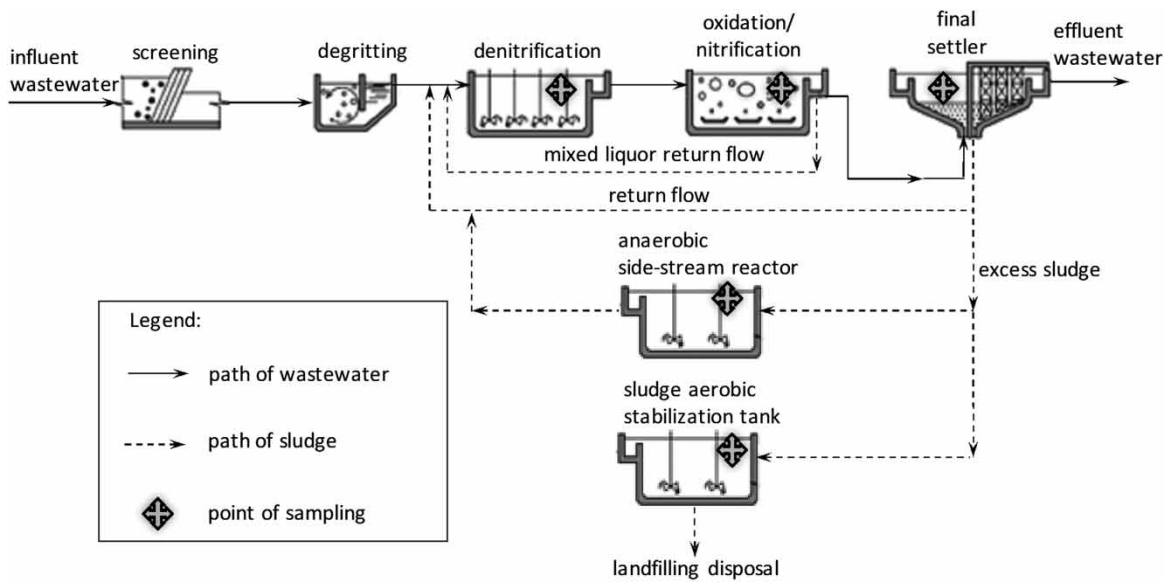 influent
wastewater
screening
degritting
denitrification
oxidation/
nitrification
final
settler
effluent
wastewater
mixed liquor return flow
return flow
anaerobic
side-stream reactor
excess sludge
sludge aerobic
stabilization tank
landfilling disposal
Legend:
path of wastewater
path of sludge
point of sampling